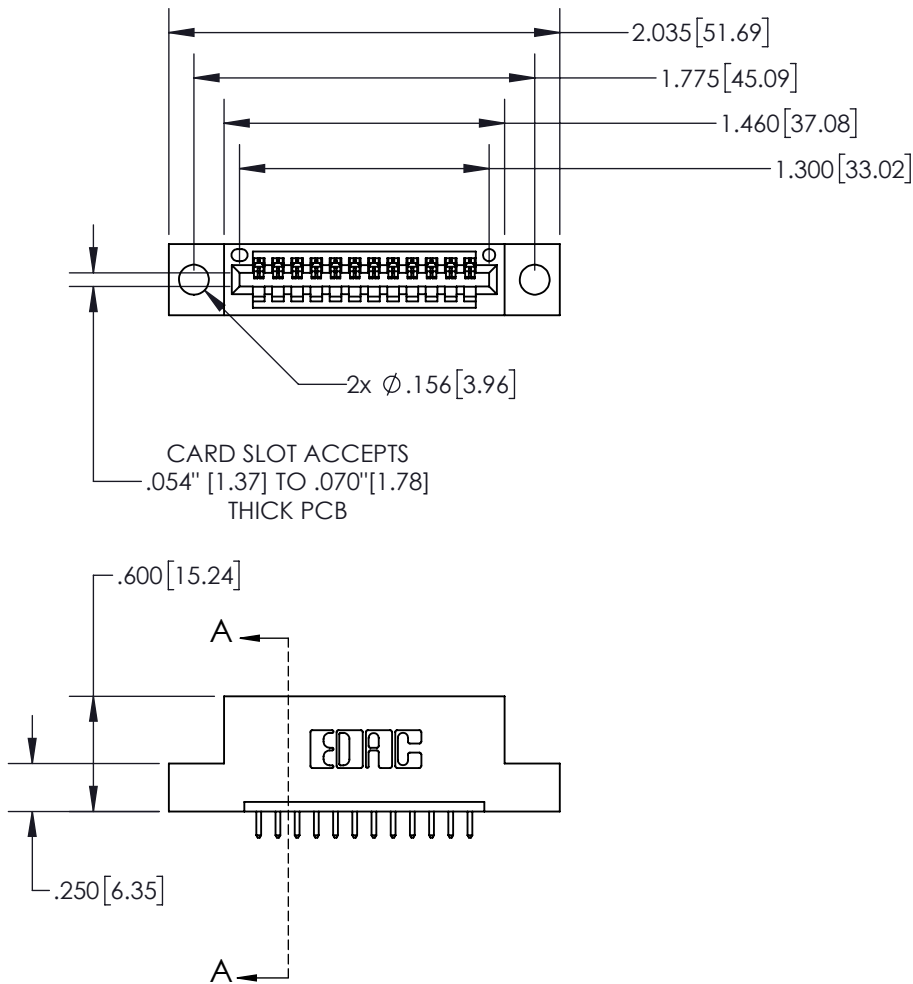 2.035[51.69]
1.775[45.09]
1.460[37.08]
1.300[33.02]
2x ∅.156[3.96]
CARD SLOT ACCEPTS
.054" [1.37] TO .070"[1.78]
THICK PCB
.600[15.24]
A
EDAC
.250[6.35]
A